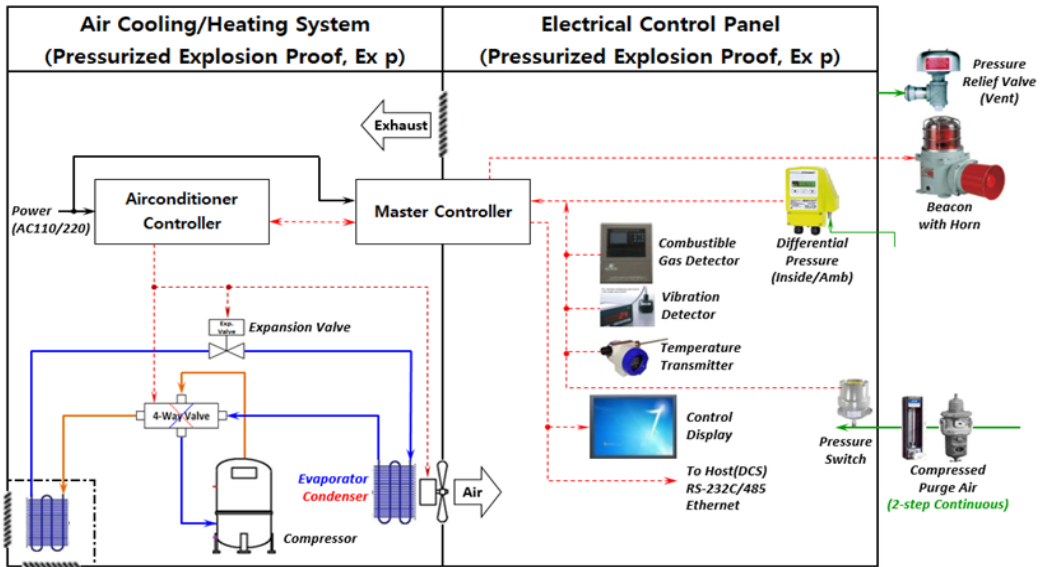 Air Cooling/Heating System
(Pressurized Explosion Proof, Ex p)
Electrical Control Panel
(Pressurized Explosion Proof, Ex p)
Pressure
Relief Valve
(Vent)
Exhaust
Beacon
with Horn
Power
(AC110/220)
Airconditioner
Controller
Master Controller
Combustible
Gas Detector
Differential
Pressure
(Inside/Amb)
Vibration
Detector
Exp.
Valve
Expansion Valve
Temperature
Transmitter
4-Way Valve
Control
Display
Pressure
Switch
Compressed
Purge Air
(2-step Continuous)
Evaporator
Condenser
Air
To Host(DCS)
RS-232C/485
Ethernet
Compressor